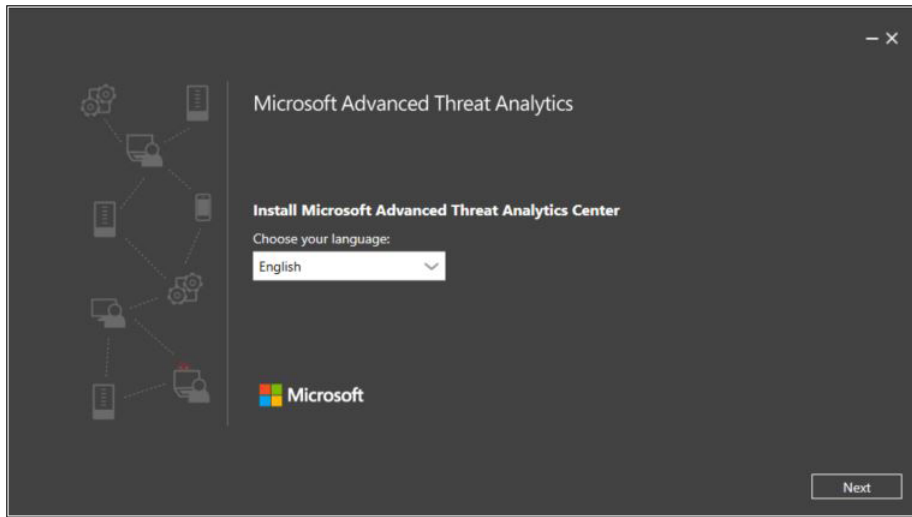 Microsoft Advanced Threat Analytics
Install Microsoft Advanced Threat Analytics Center
Choose your language:
English
Microsoft
Next